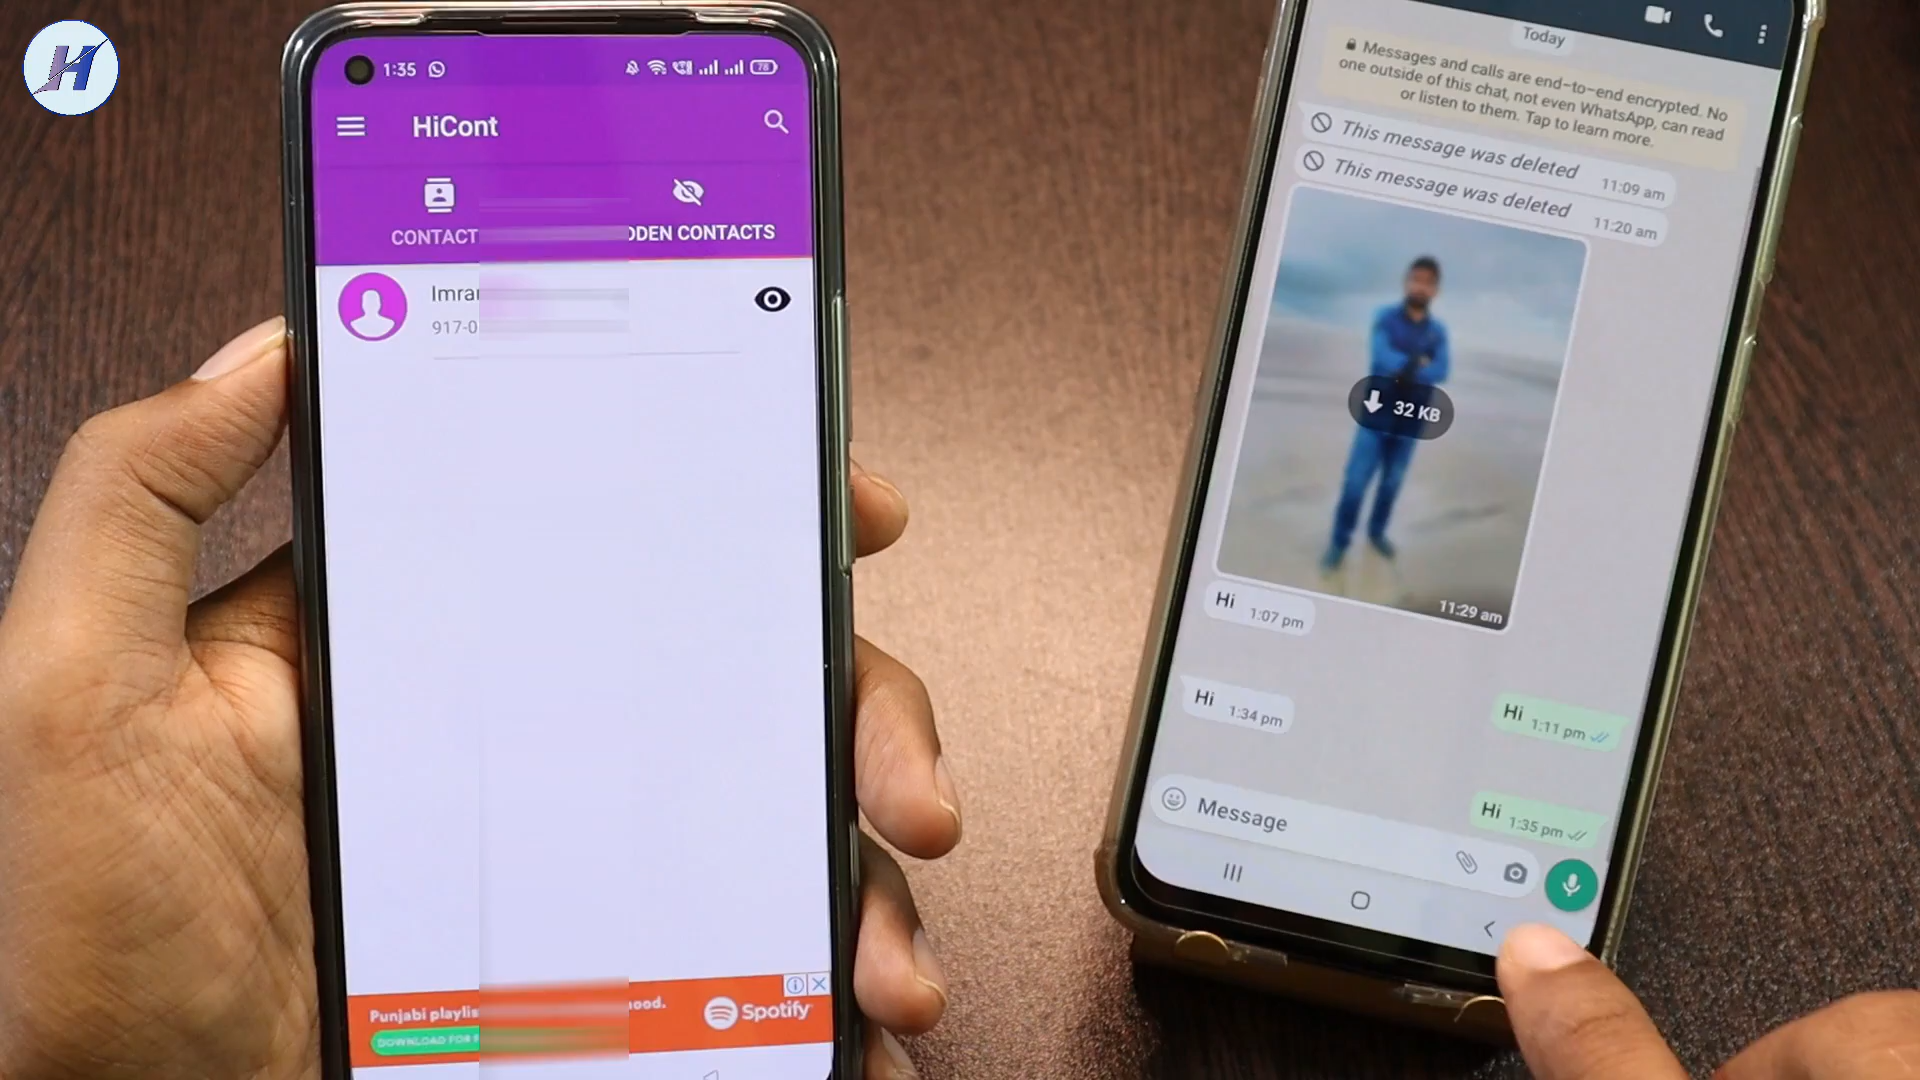 H
1:35
78
HiCont
CONTACT
DDEN CONTACTS
Imra
917-0
Punjabi playlis
ood.
Spotify
DOWNLOAD FOR
Today
Messages and calls are end-to-end encrypted. No
one outside of this chat, not even WhatsApp, can read
or listen to them. Tap to learn more.
This message was deleted
11:09 am
This message was deleted
11:20 am
32 KB
11:29 am
Hi
1:07 pm
Hi
1:11 pm
Hi
1:34 pm
Hi
1:35 pm
Message